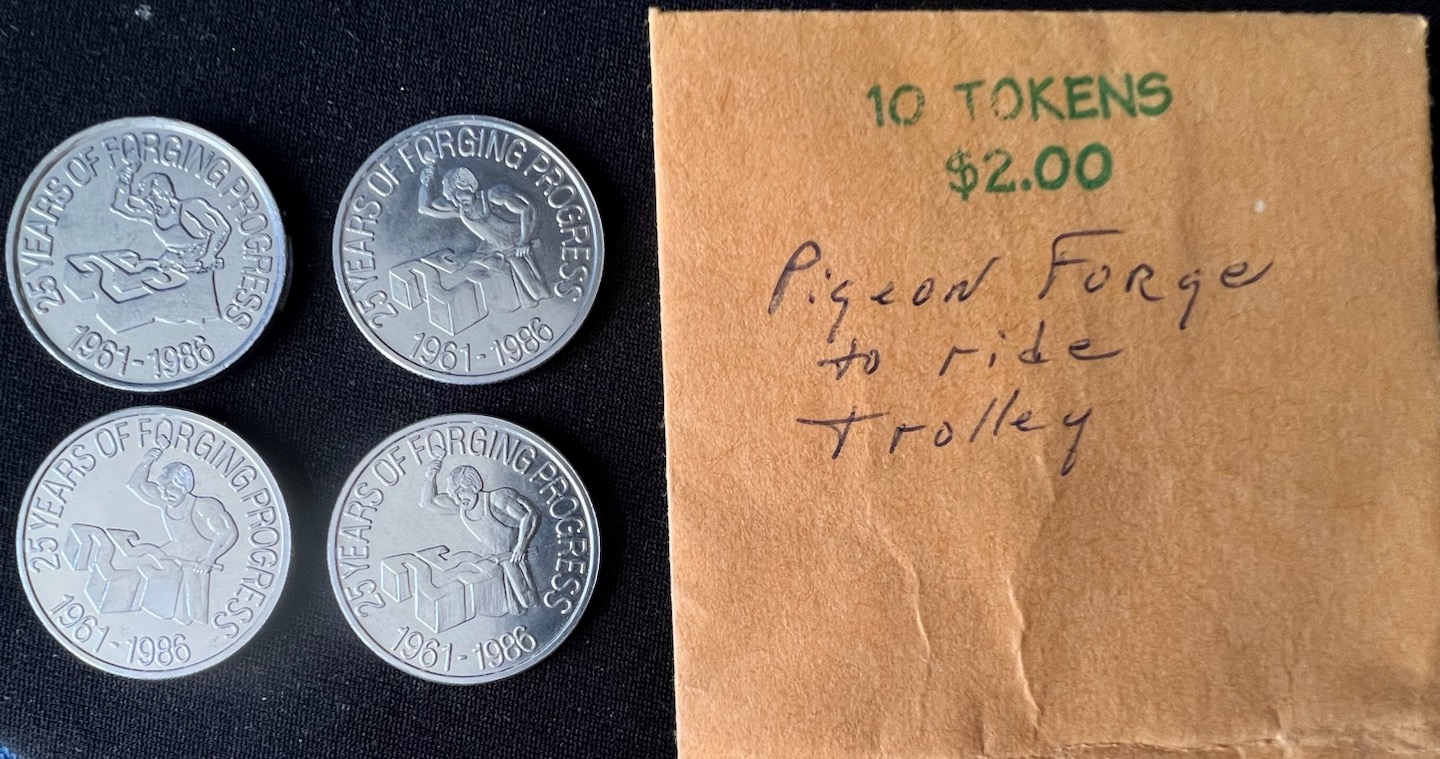 25 YEARS OF FORGING PROGRESS
1961-1986
25 YEARS OF FORGING PROGRESS
1961-1986
25 YEARS OF FORGING PROGRESS
1961-1986
25 YEARS OF FORGING PROGRESS
1961-1986
10 TOKENS
$2.00
Pigeon Forge
to ride
trolley